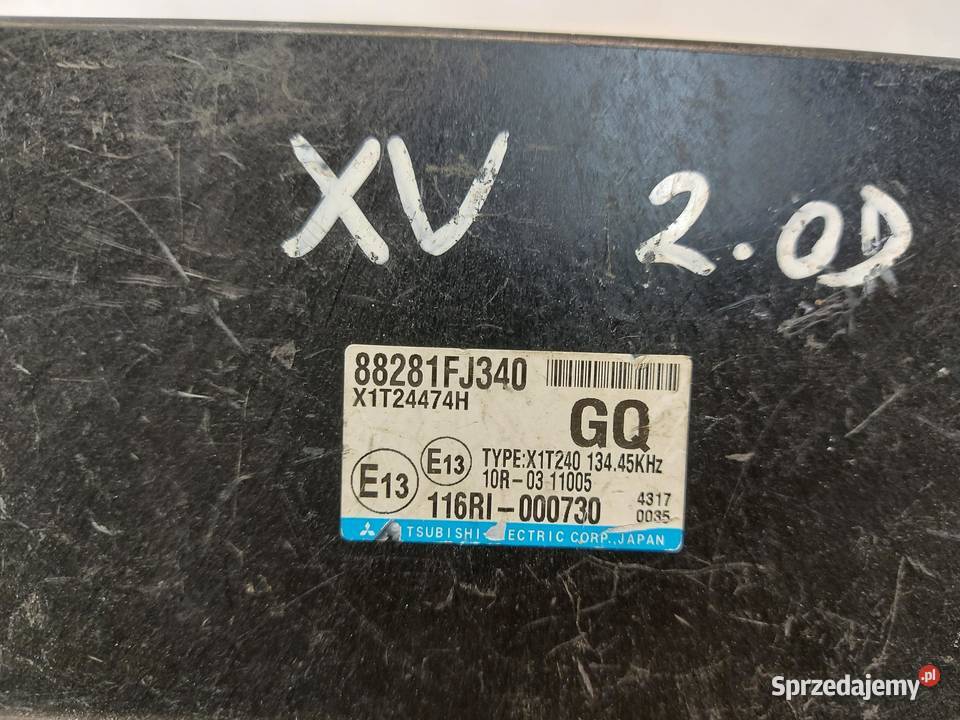 XV 2.0D
88281FJ340
X1T24474H
GQ
E13
E13
TYPE:X1T240 134.45KHz
10R-03 11005
116RI-000730
4317
0035
TSUBISHI ECTRIC CORP.,JAPAN
Sprzedajemy.pl